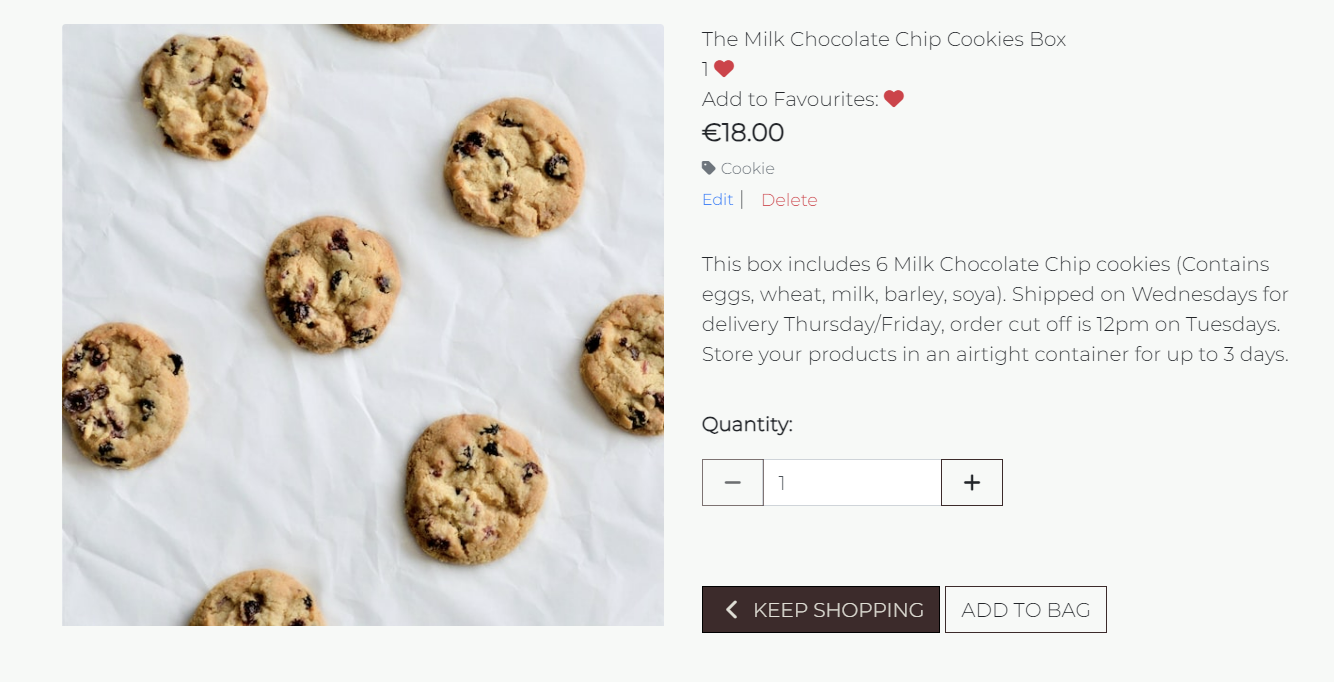 The Milk Chocolate Chip Cookies Box
1
Add to Favourites:
€18.00
Cookie
Edit | Delete
This box includes 6 Milk Chocolate Chip cookies (Contains
eggs, wheat, milk, barley, soya). Shipped on Wednesdays for
delivery Thursday/Friday, order cut off is 12pm on Tuesdays.
Store your products in an airtight container for up to 3 days.
Quantity:
1
KEEP SHOPPING
ADD TO BAG